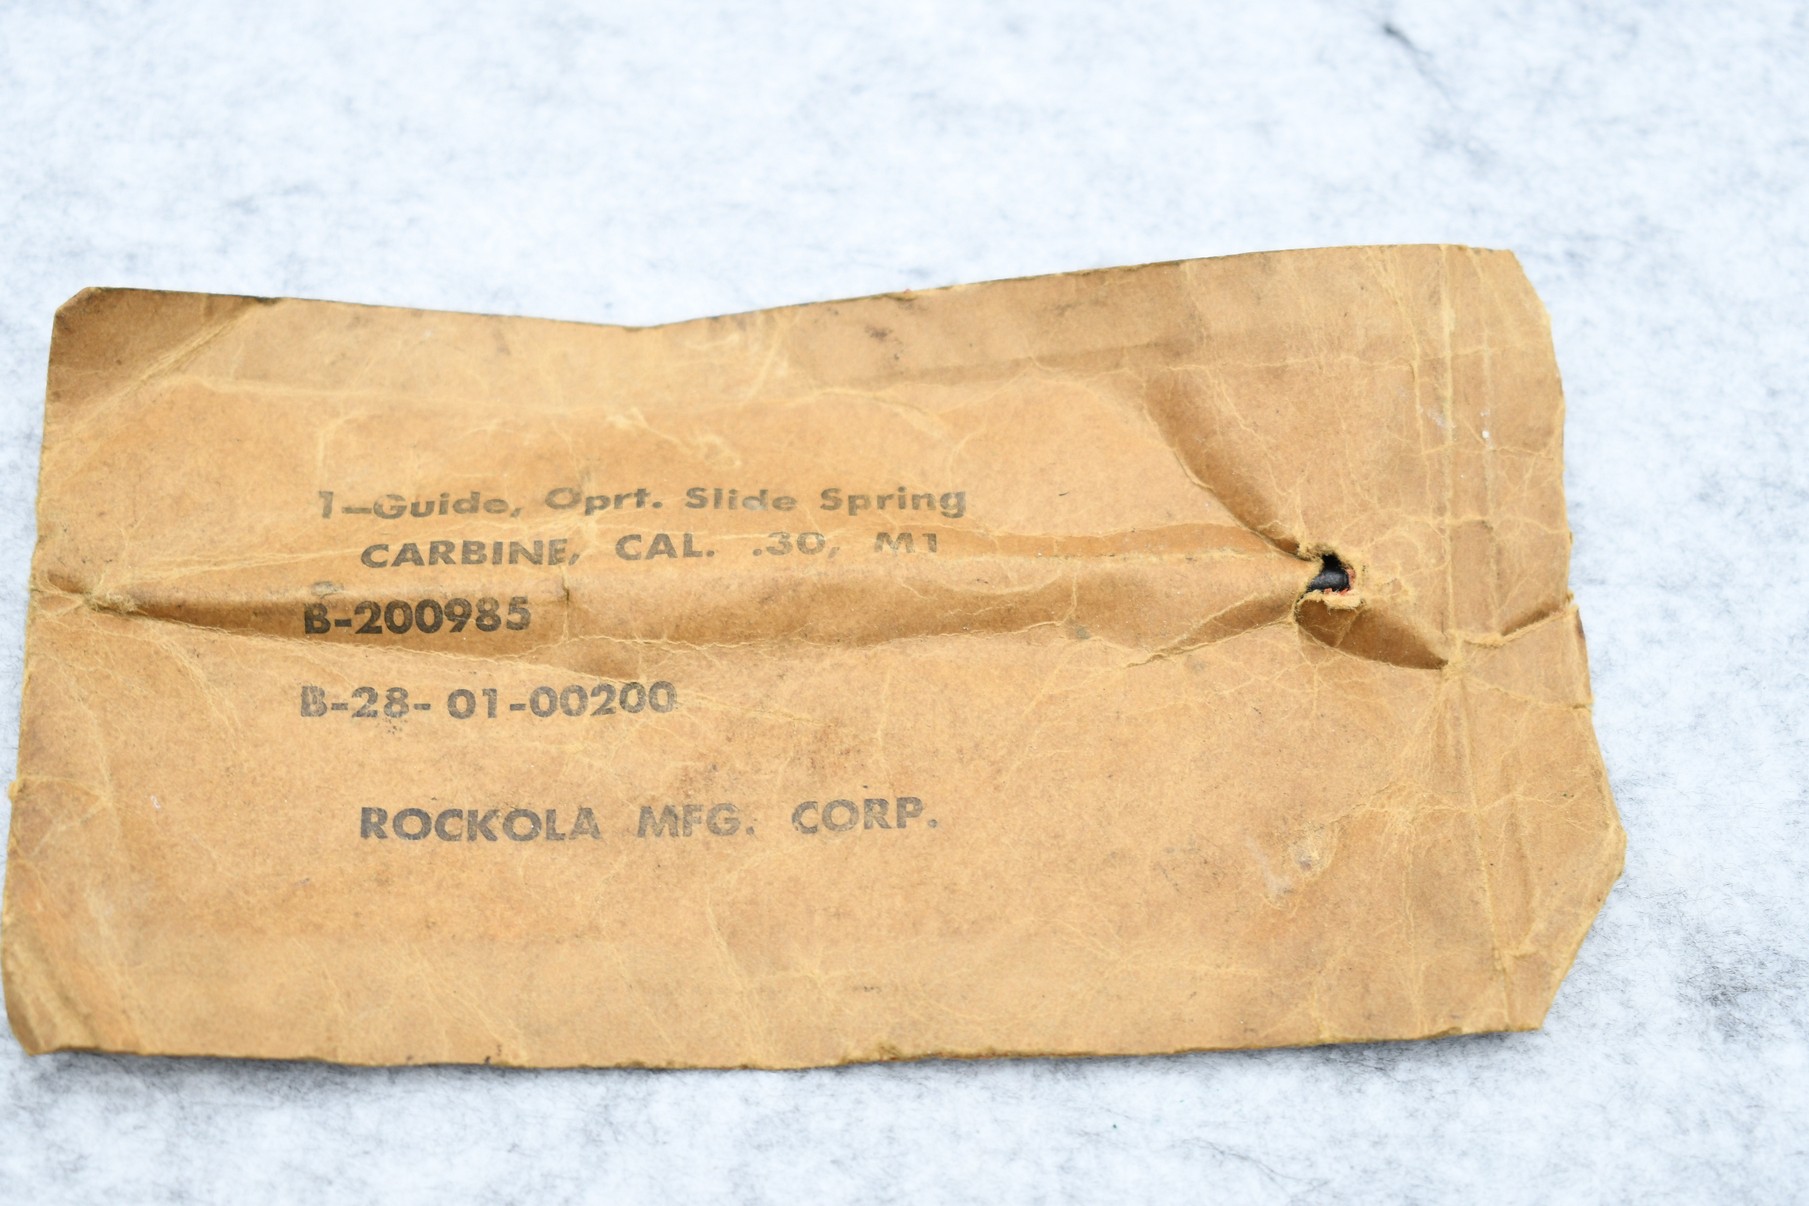 1-Guide, Oprt. Slide Spring
CARBINE, CAL. .30, M1
B-200985
B-28-01-00200
ROCKOLA MFG. CORP.